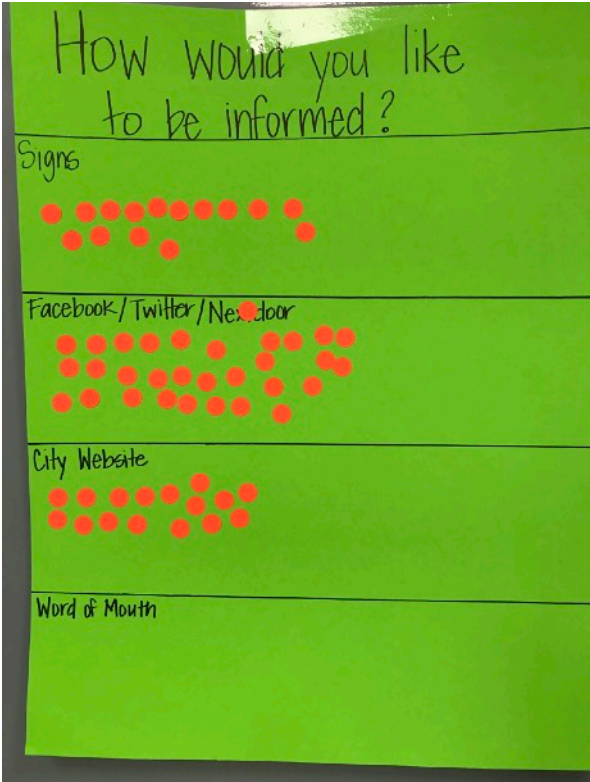 How would you like
to be informed?
Signs
Facebook/Twitter/Nextdoor
City Website
Word of Mouth